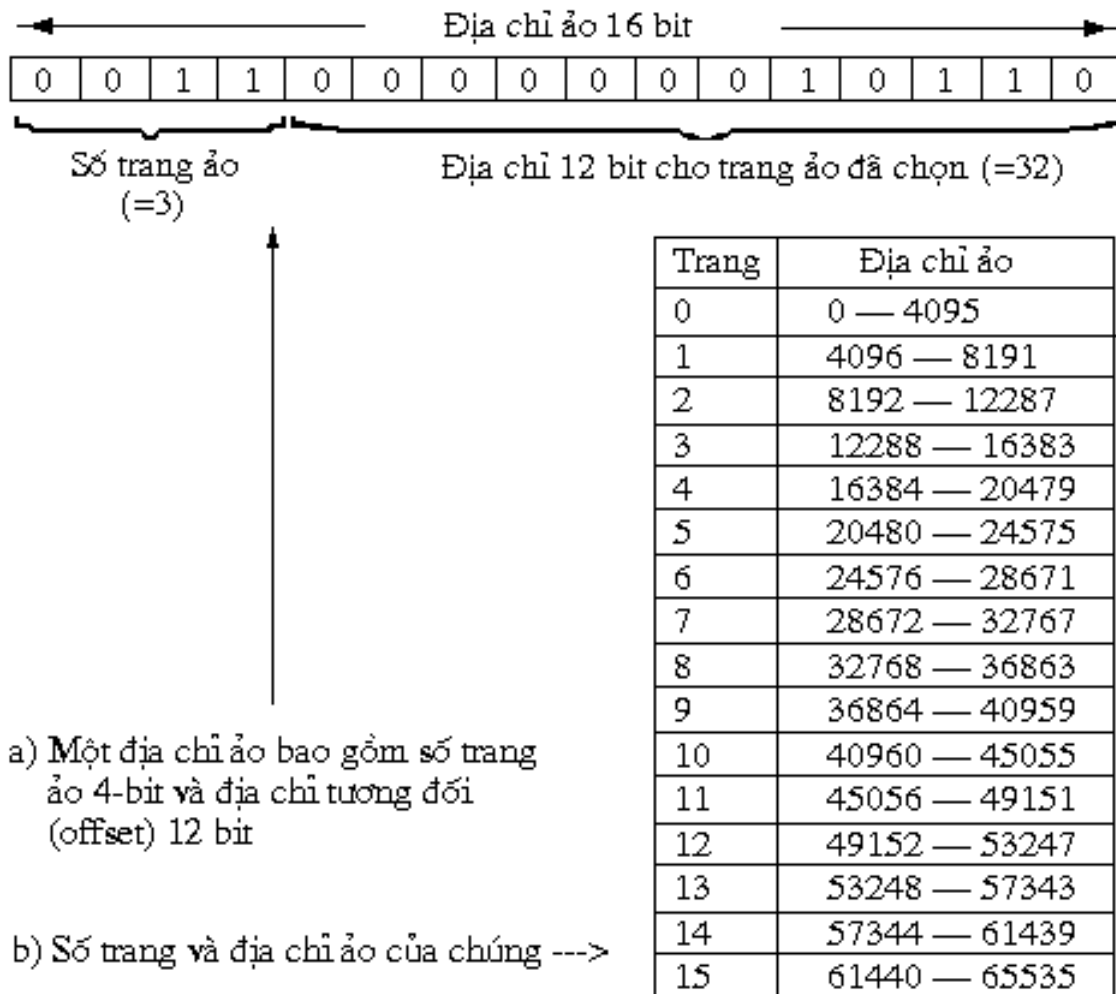 Địa chỉ ảo 16 bit
0 0 1 1 0 0 0 0 0 0 0 1 0 1 1 0
Số trang ảo
(=3)
Địa chỉ 12 bit cho trang ảo đã chọn (=32)
Trang Địa chỉ ảo
0 0 — 4095
1 4096 — 8191
2 8192 — 12287
3 12288 — 16383
4 16384 — 20479
5 20480 — 24575
6 24576 — 28671
7 28672 — 32767
8 32768 — 36863
9 36864 — 40959
10 40960 — 45055
11 45056 — 49151
12 49152 — 53247
13 53248 — 57343
14 57344 — 61439
15 61440 — 65535
a) Một địa chỉ ảo bao gồm số trang
ảo 4-bit và địa chỉ tương đối
(offset) 12 bit
b) Số trang và địa chỉ ảo của chúng --->